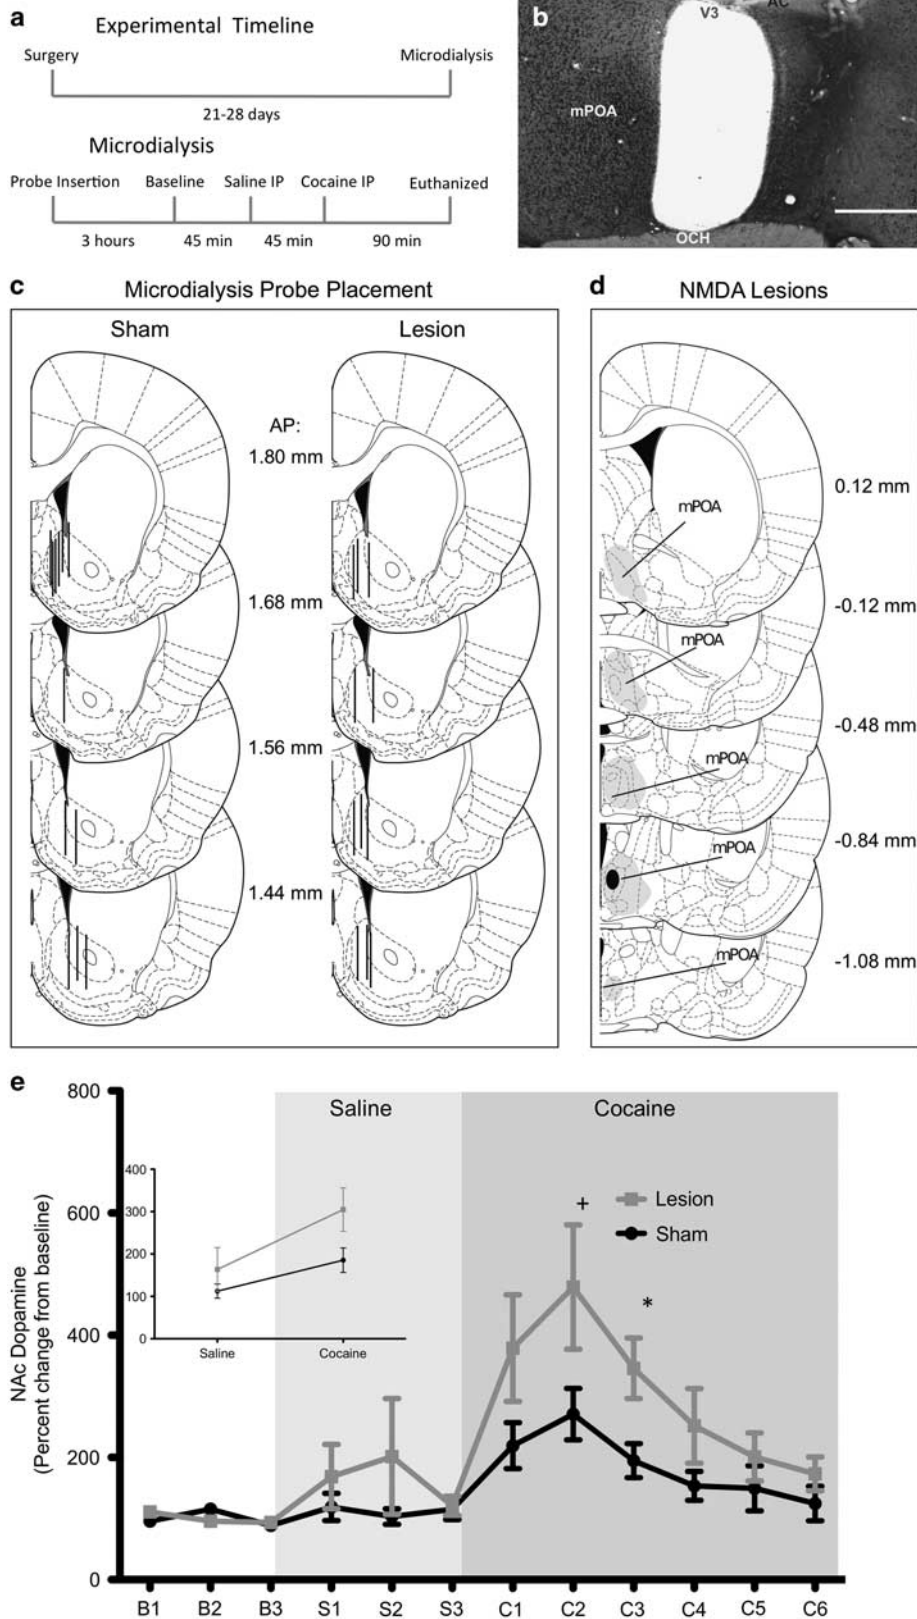 a
Experimental Timeline
Surgery Microdialysis
21-28 days
Microdialysis
Probe Insertion Baseline Saline IP Cocaine IP Euthanized
3 hours 45 min 45 min 90 min
b
V3 AC
mPOA
OCH
c
Microdialysis Probe Placement
Sham Lesion
AP:
1.80 mm
1.68 mm
1.56 mm
1.44 mm
d
NMDA Lesions
mPOA
0.12 mm
mPOA
-0.12 mm
mPOA
-0.48 mm
mPOA
-0.84 mm
mPOA
-1.08 mm
e
NAc Dopamine
(Percent change from baseline)
800
600
400
200
0
Saline Cocaine
400
300
200
100
0
Saline Cocaine
+
*
Lesion
Sham
B1 B2 B3 S1 S2 S3 C1 C2 C3 C4 C5 C6